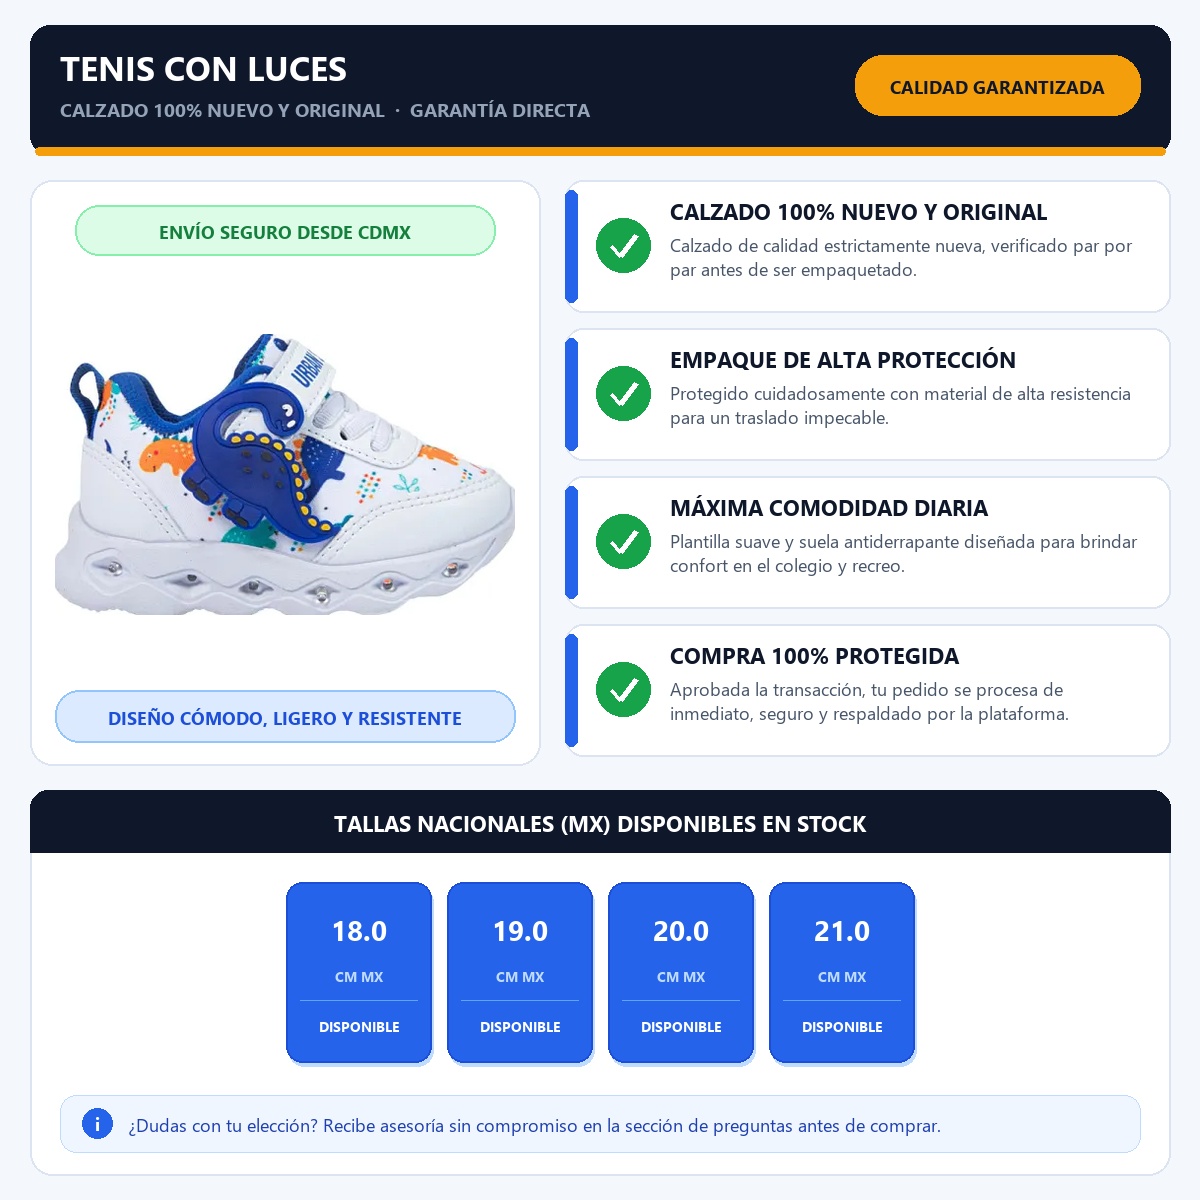 TENIS CON LUCES
CALZADO 100% NUEVO Y ORIGINAL · GARANTÍA DIRECTA
CALIDAD GARANTIZADA
ENVÍO SEGURO DESDE CDMX
URBAN
DISEÑO CÓMODO, LIGERO Y RESISTENTE
CALZADO 100% NUEVO Y ORIGINAL
Calzado de calidad estrictamente nueva, verificado par por
par antes de ser empaquetado.
EMPAQUE DE ALTA PROTECCIÓN
Protegido cuidadosamente con material de alta resistencia
para un traslado impecable.
MÁXIMA COMODIDAD DIARIA
Plantilla suave y suela antiderrapante diseñada para brindar
confort en el colegio y recreo.
COMPRA 100% PROTEGIDA
Aprobada la transacción, tu pedido se procesa de
inmediato, seguro y respaldado por la plataforma.
TALLAS NACIONALES (MX) DISPONIBLES EN STOCK
18.0
CM MX
DISPONIBLE
19.0
CM MX
DISPONIBLE
20.0
CM MX
DISPONIBLE
21.0
CM MX
DISPONIBLE
¿Dudas con tu elección? Recibe asesoría sin compromiso en la sección de preguntas antes de comprar.